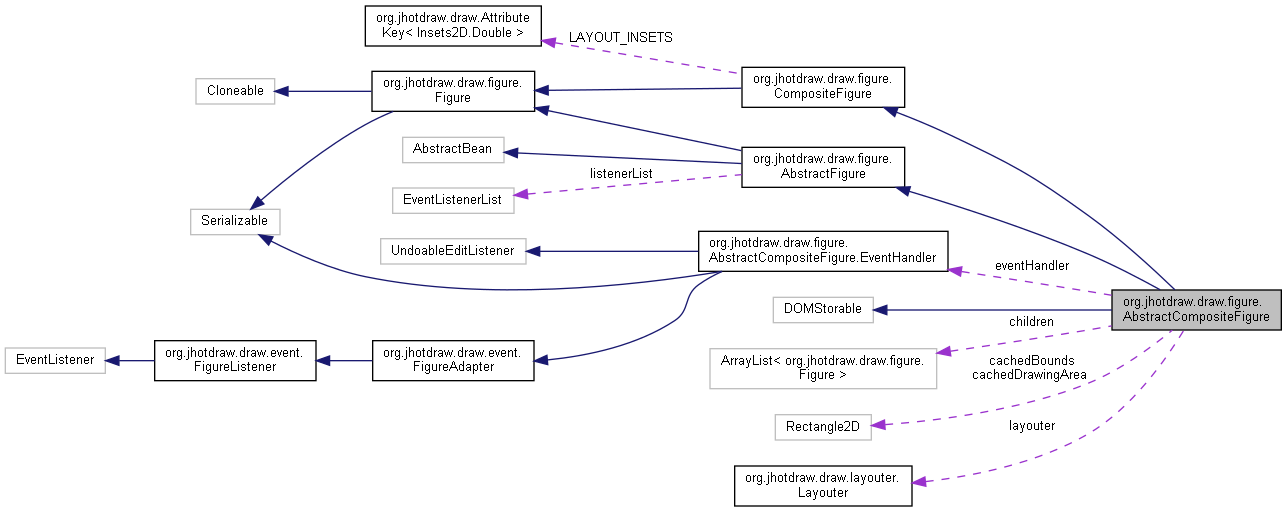 org.jhotdraw.draw.Attribute
Key< Insets2D.Double >
LAYOUT_INSETS
Cloneable
org.jhotdraw.draw.figure.
Figure
org.jhotdraw.draw.figure.
CompositeFigure
AbstractBean
org.jhotdraw.draw.figure.
AbstractFigure
listenerList
EventListenerList
Serializable
UndoableEditListener
org.jhotdraw.draw.figure.
AbstractCompositeFigure.EventHandler
eventHandler
DOMStorable
org.jhotdraw.draw.figure.
AbstractCompositeFigure
children
EventListener
org.jhotdraw.draw.event.
FigureListener
org.jhotdraw.draw.event.
FigureAdapter
ArrayList< org.jhotdraw.draw.figure.
Figure >
cachedBounds
cachedDrawingArea
Rectangle2D
layouter
org.jhotdraw.draw.layouter.
Layouter